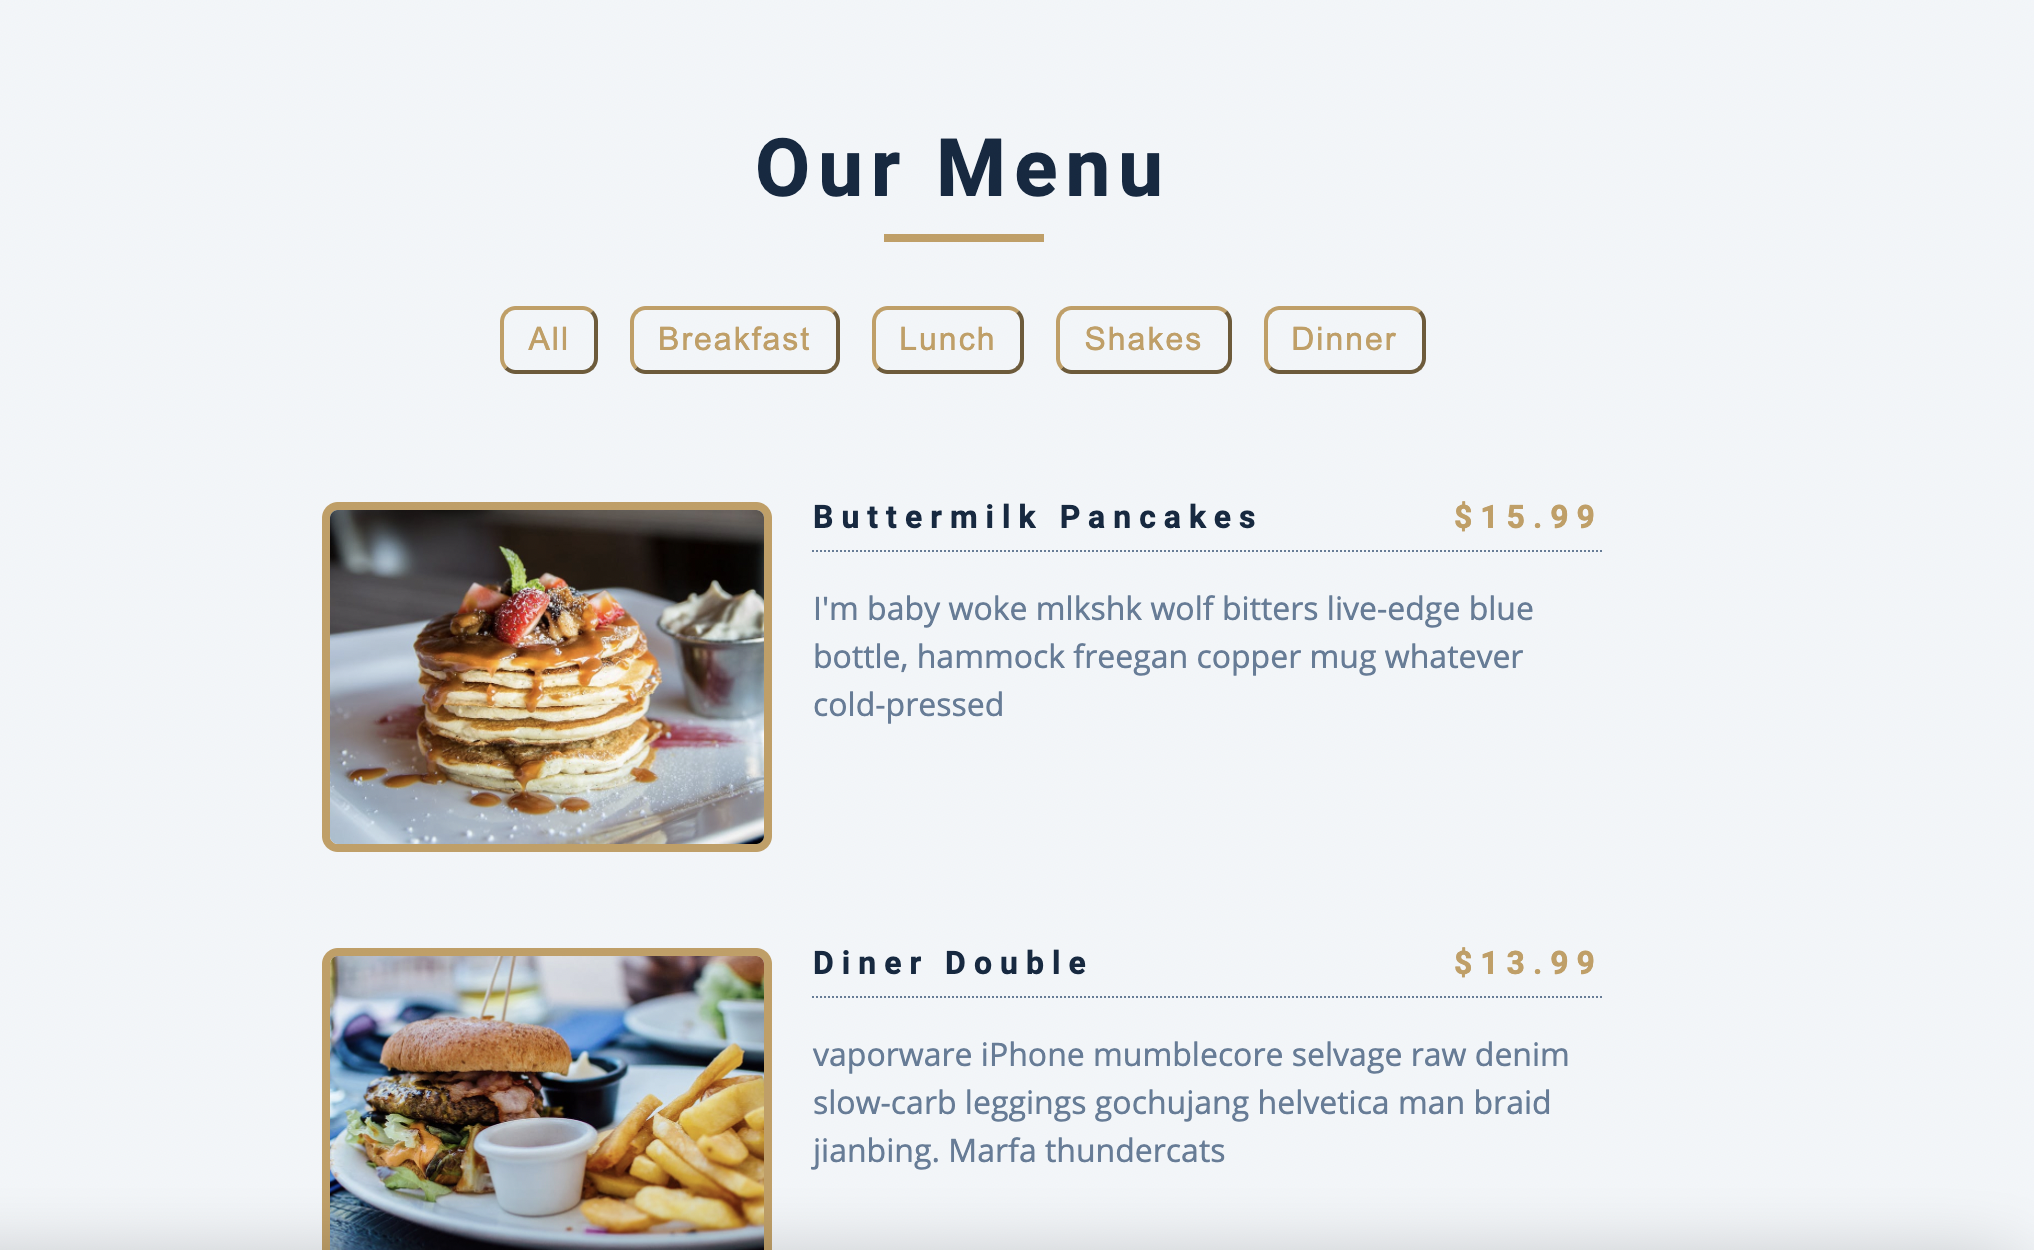 Our Menu
All Breakfast Lunch Shakes Dinner
Buttermilk Pancakes $15.99
I'm baby woke mlkshk wolf bitters live-edge blue
bottle, hammock freegan copper mug whatever
cold-pressed
Diner Double $13.99
vaporware iPhone mumblecore selvage raw denim
slow-carb leggings gochujang helvetica man braid
jianbing. Marfa thundercats